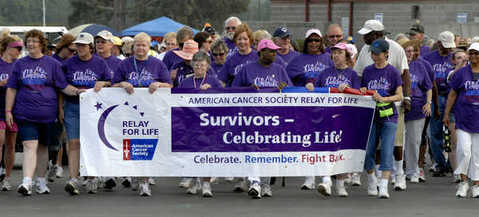 AMERICAN CANCER SOCIETY RELAY FOR LIFE
RELAY
FOR LIFE
American
Cancer
Society
Survivors –
Celebrating Life!
Celebrate. Remember. Fight Back.